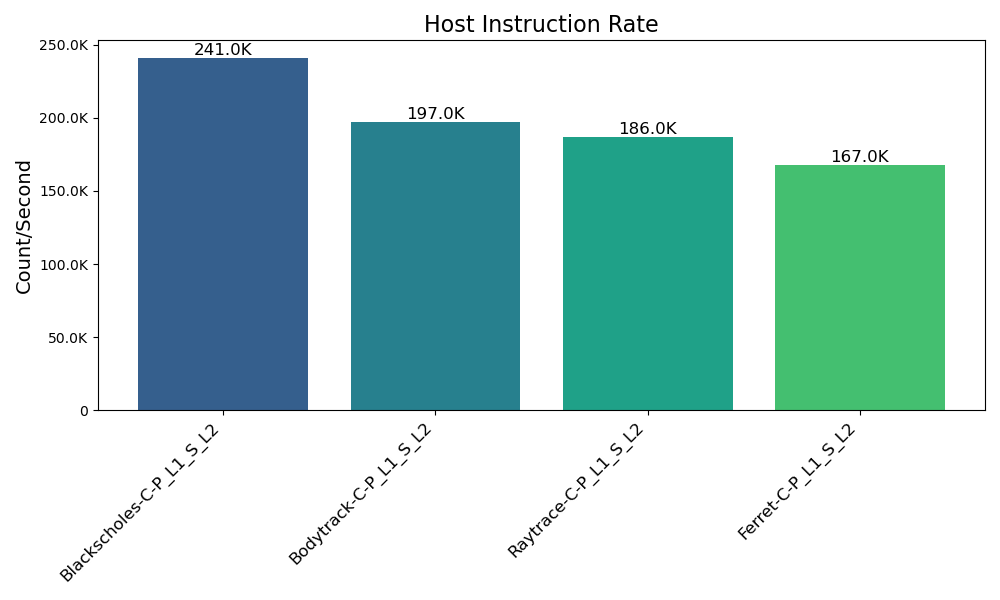 Host Instruction Rate
Count/Second
250.0K
200.0K
150.0K
100.0K
50.0K
0
241.0K
197.0K
186.0K
167.0K
Blackscholes-C-P_L1_S_L2
Bodytrack-C-P_L1_S_L2
Raytrace-C-P_L1_S_L2
Ferret-C-P_L1_S_L2